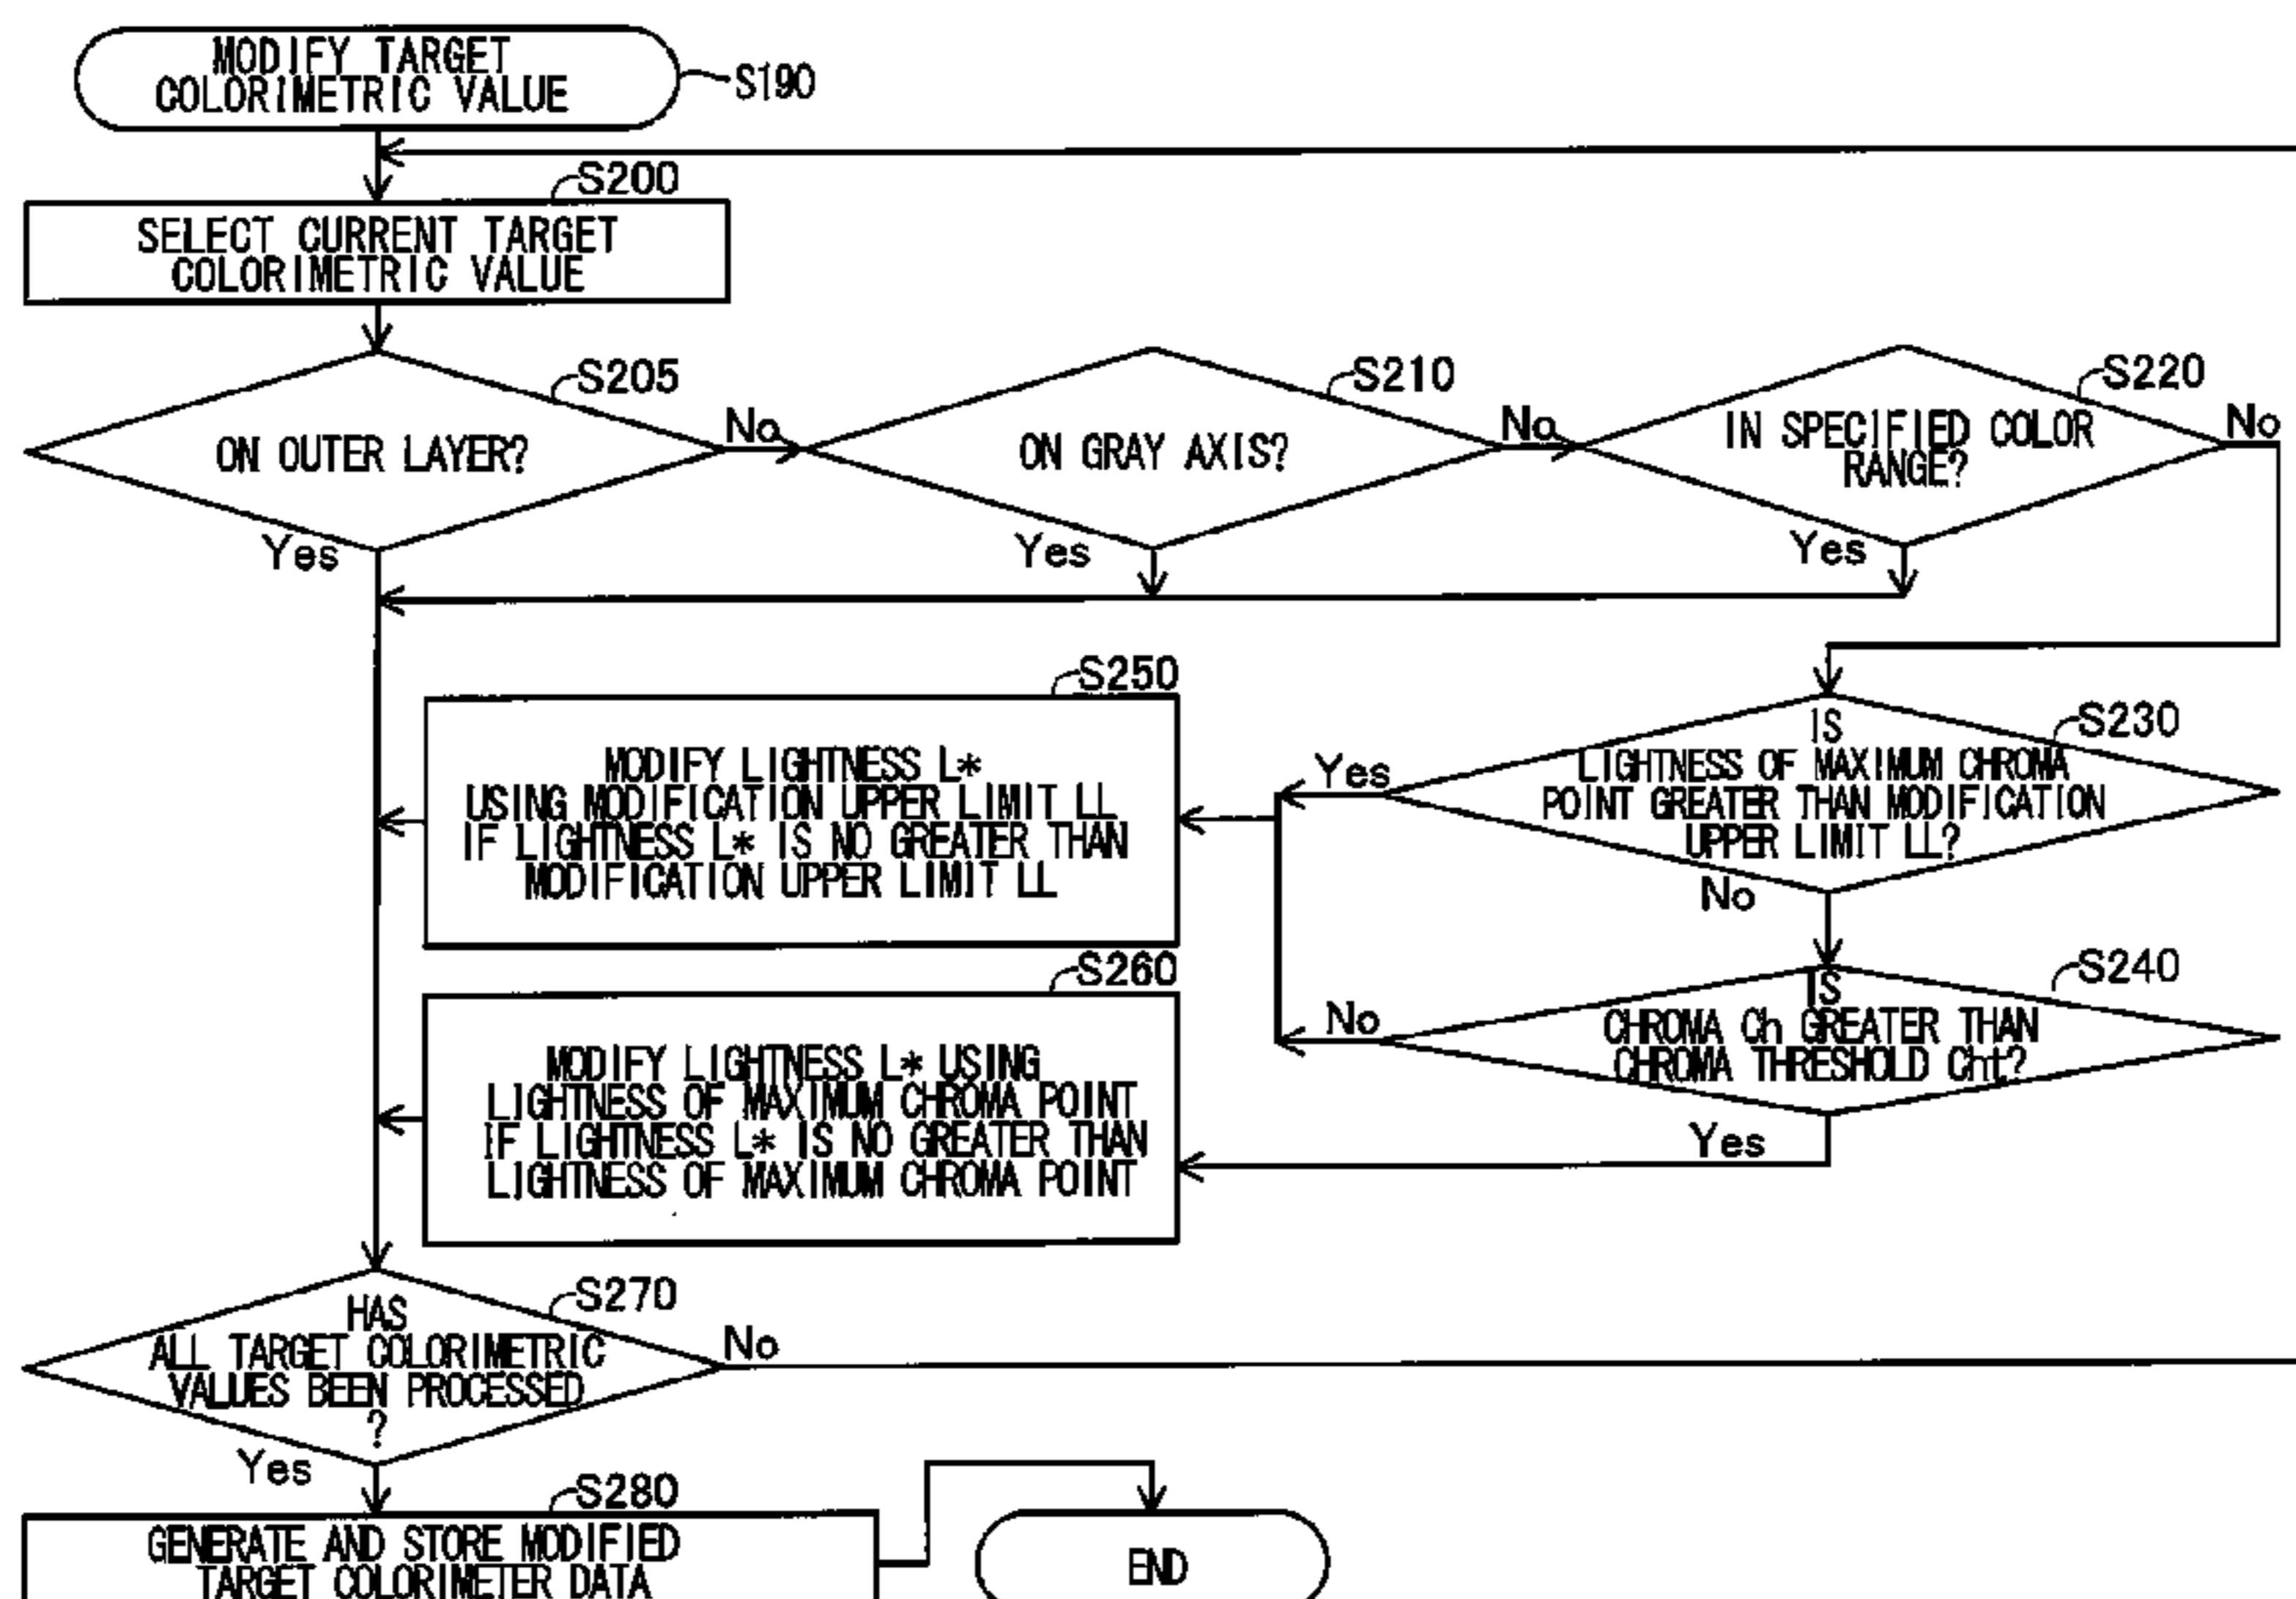 MODIFY TARGET
COLORIMETRIC VALUE
S190
S200
SELECT CURRENT TARGET
COLORIMETRIC VALUE
S205
ON OUTER LAYER?
No
Yes
S210
ON GRAY AXIS?
No
Yes
S220
IN SPECIFIED COLOR
RANGE?
No
Yes
S230
IS
LIGHTNESS OF MAXIMUM CHROMA
POINT GREATER THAN MODIFICATION
UPPER LIMIT LL?
Yes
No
S240
IS
CHROMA Ch GREATER THAN
CHROMA THRESHOLD Cht?
No
Yes
S250
MODIFY LIGHTNESS L*
USING MODIFICATION UPPER LIMIT LL
IF LIGHTNESS L* IS NO GREATER THAN
MODIFICATION UPPER LIMIT LL
S260
MODIFY LIGHTNESS L* USING
LIGHTNESS OF MAXIMUM CHROMA POINT
IF LIGHTNESS L* IS NO GREATER THAN
LIGHTNESS OF MAXIMUM CHROMA POINT
S270
HAS
ALL TARGET COLORIMETRIC
VALUES BEEN PROCESSED
?
No
Yes
S280
GENERATE AND STORE MODIFIED
TARGET COLORIMETER DATA
END